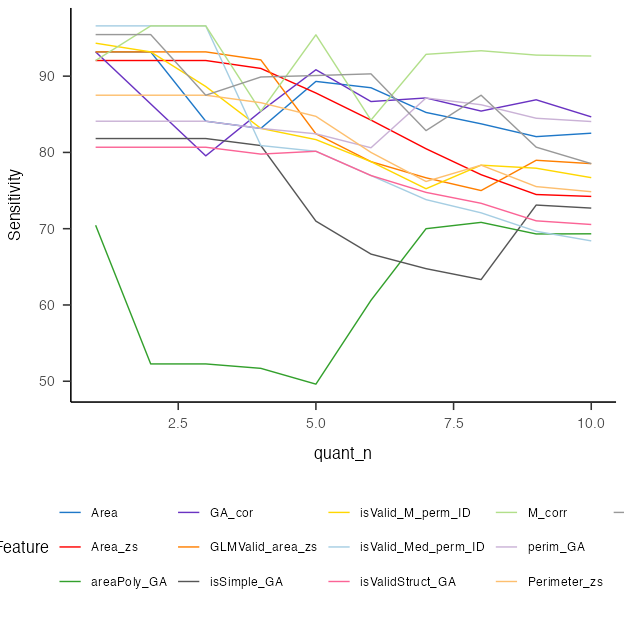 Sensitivity
90
80
70
60
50
2.5 5.0 7.5 10.0
quant_n
Area GA_cor isValid_M_perm_ID M_corr
Feature Area_zs GLMValid_area_zs isValid_Med_perm_ID perim_GA
areaPoly_GA isSimple_GA isValidStruct_GA Perimeter_zs